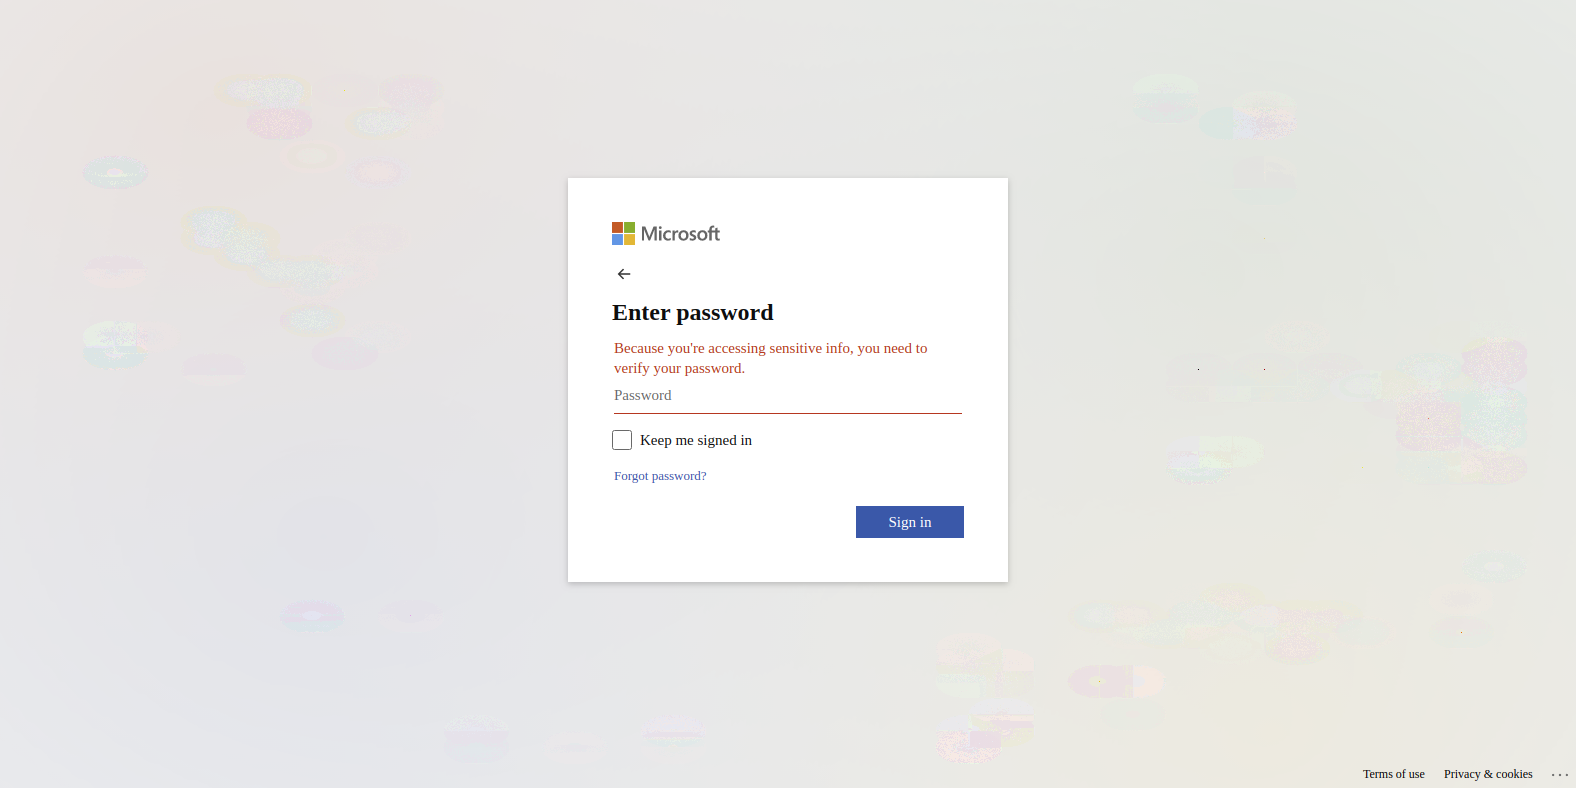 Microsoft
Enter password
Because you're accessing sensitive info, you need to
verify your password.
Password
Keep me signed in
Forgot password?
Sign in
Terms of use Privacy & cookies ...